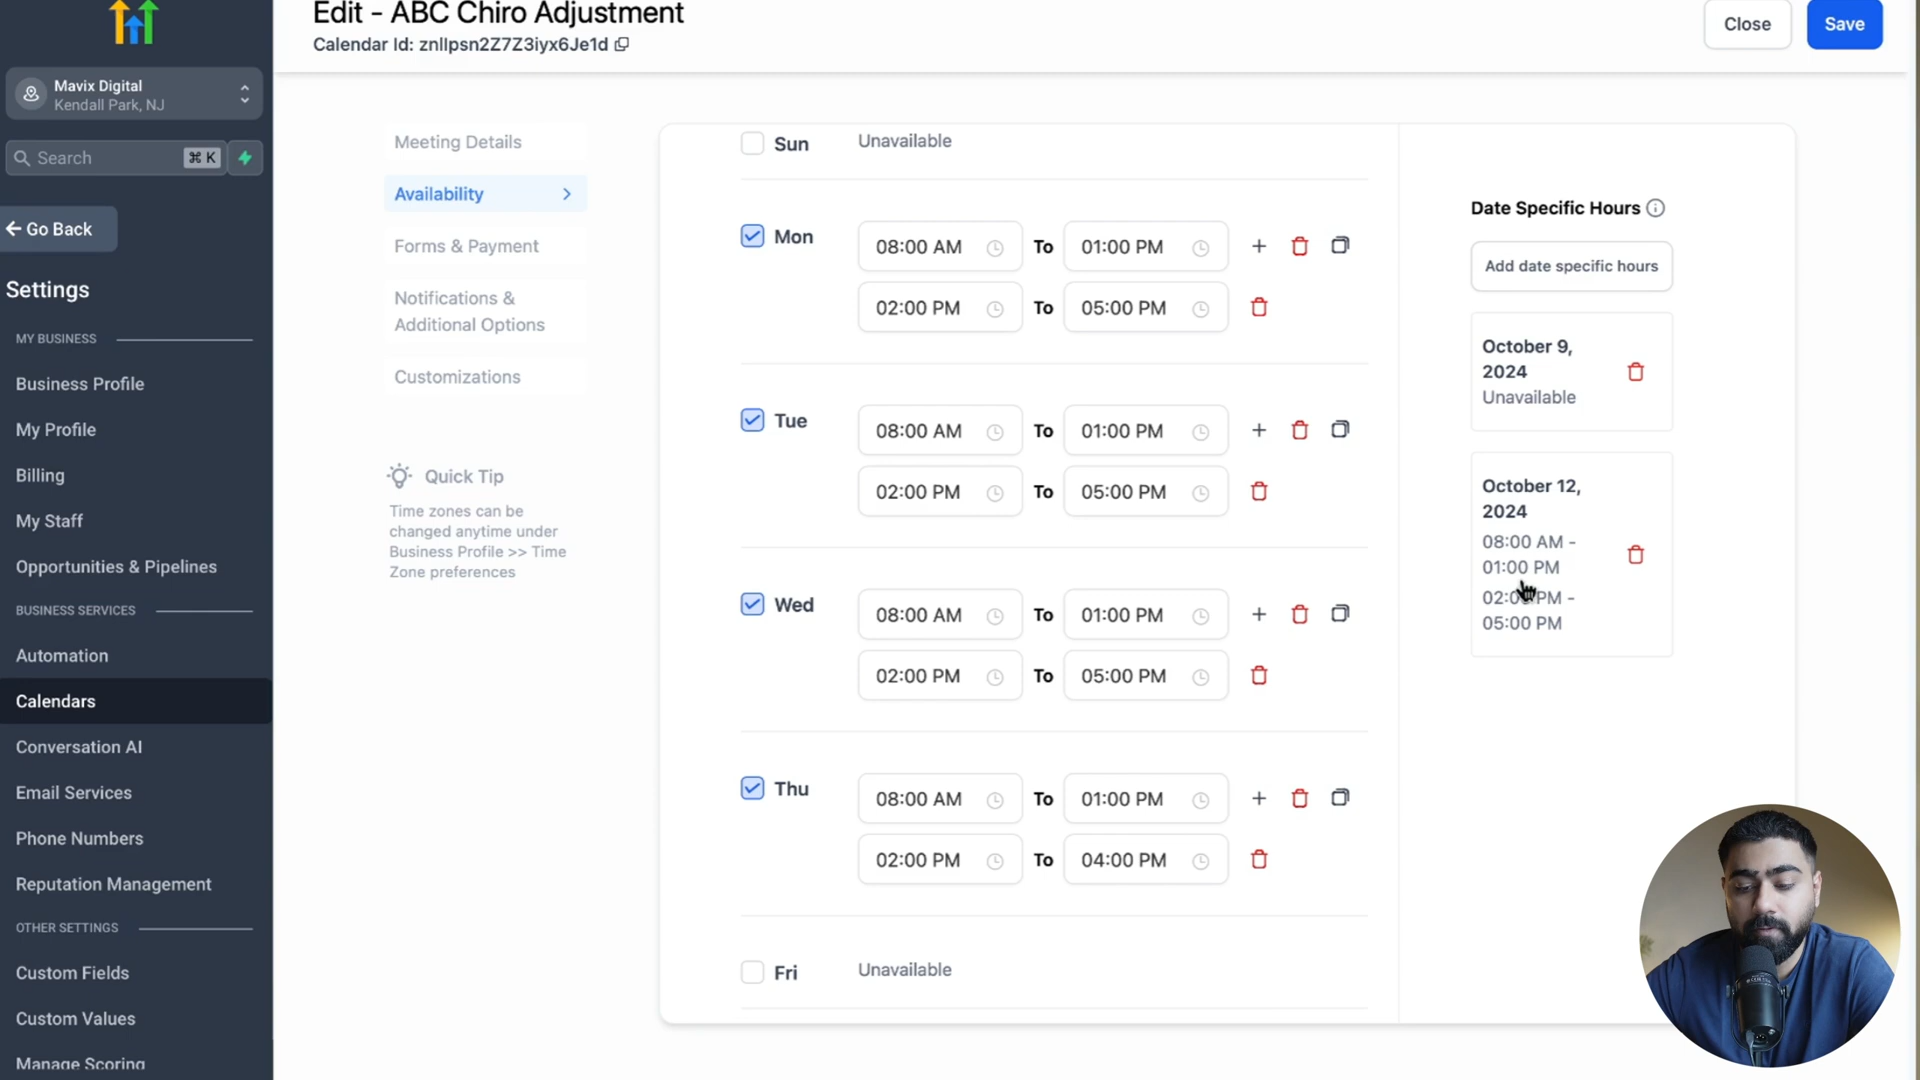 Edit - ABC Chiro Adjustment
Calendar Id: znllpsn2Z7Z3iyx6Je1d
Close
Save
Mavix Digital
Kendall Park, NJ
Search
⌘ K
Go Back
Settings
MY BUSINESS
Business Profile
My Profile
Billing
My Staff
Opportunities & Pipelines
BUSINESS SERVICES
Automation
Calendars
Conversation AI
Email Services
Phone Numbers
Reputation Management
OTHER SETTINGS
Custom Fields
Custom Values
Manage Scoring
Meeting Details
Availability
Forms & Payment
Notifications &
Additional Options
Customizations
Quick Tip
Time zones can be
changed anytime under
Business Profile >> Time
Zone preferences
Sun Unavailable
Mon 08:00 AM To 01:00 PM
02:00 PM To 05:00 PM
Tue 08:00 AM To 01:00 PM
02:00 PM To 05:00 PM
Wed 08:00 AM To 01:00 PM
02:00 PM To 05:00 PM
Thu 08:00 AM To 01:00 PM
02:00 PM To 04:00 PM
Fri Unavailable
Date Specific Hours
Add date specific hours
October 9,
2024
Unavailable
October 12,
2024
08:00 AM -
01:00 PM
02:00 PM -
05:00 PM